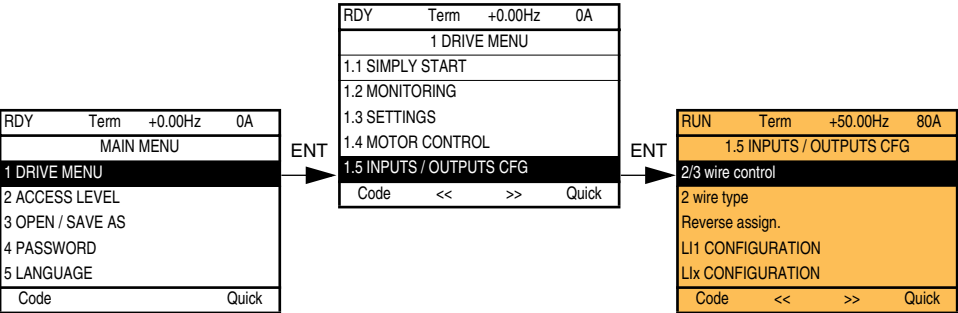 RDY Term +0.00Hz 0A
MAIN MENU
1 DRIVE MENU
2 ACCESS LEVEL
3 OPEN / SAVE AS
4 PASSWORD
5 LANGUAGE
Code Quick
ENT
RDY Term +0.00Hz 0A
1 DRIVE MENU
1.1 SIMPLY START
1.2 MONITORING
1.3 SETTINGS
1.4 MOTOR CONTROL
1.5 INPUTS / OUTPUTS CFG
Code << >> Quick
ENT
RUN Term +50.00Hz 80A
1.5 INPUTS / OUTPUTS CFG
2/3 wire control
2 wire type
Reverse assign.
LI1 CONFIGURATION
LIx CONFIGURATION
Code << >> Quick